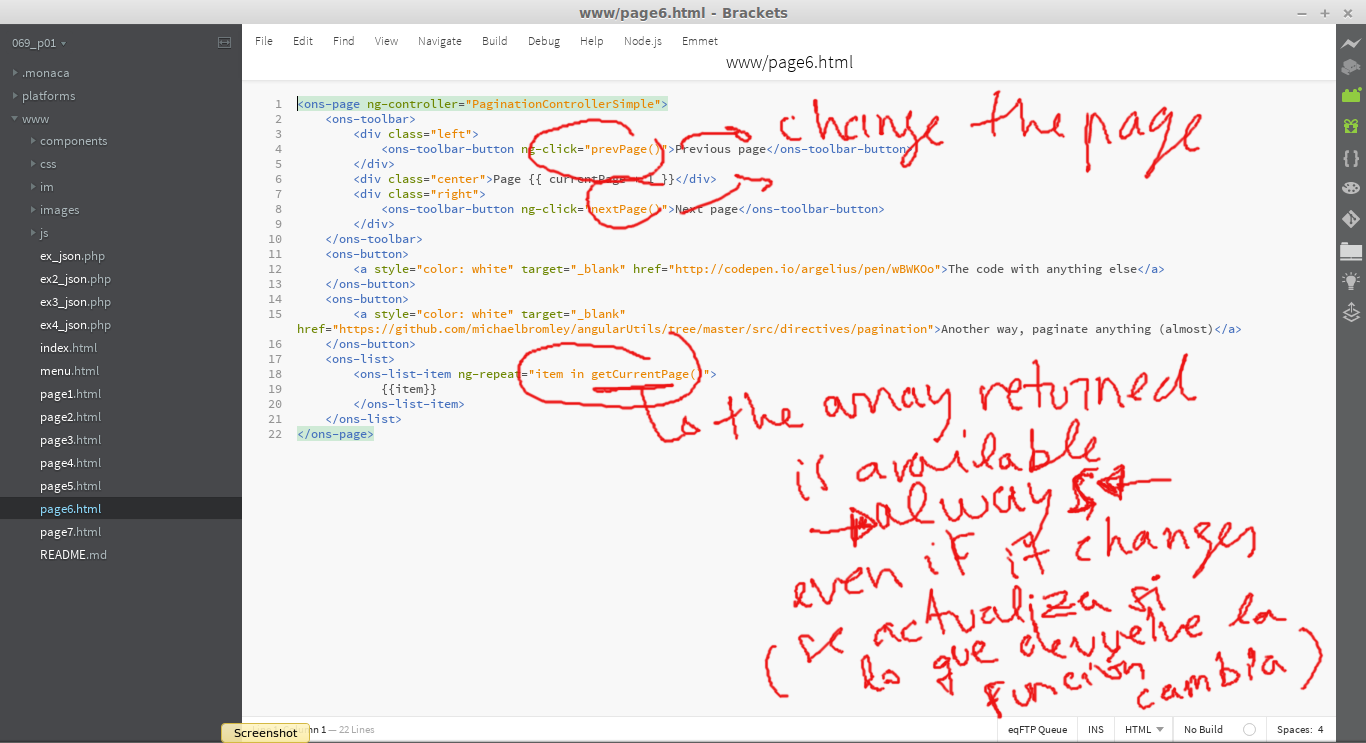 www/page6.html - Brackets
069_p01
.monaca
platforms
www
components
css
im
images
js
ex_json.php
ex2_json.php
ex3_json.php
ex4_json.php
index.html
menu.html
page1.html
page2.html
page3.html
page4.html
page5.html
page6.html
page7.html
README.md
File Edit Find View Navigate Build Debug Help Node.js Emmet
www/page6.html
1 <ons-page ng-controller="PaginationControllerSimple">
2 <ons-toolbar>
3 <div class="left">
4 <ons-toolbar-button ng-click="prevPage()">Previous page</ons-toolbar-button>
5 </div>
6 <div class="center">Page {{ currentPage + 1 }}</div>
7 <div class="right">
8 <ons-toolbar-button ng-click="nextPage()">Next page</ons-toolbar-button>
9 </div>
10 </ons-toolbar>
11 <ons-button>
12 <a style="color: white" target="_blank" href="http://codepen.io/argelius/pen/wBWKOo">The code with anything else</a>
13 </ons-button>
14 <ons-button>
15 <a style="color: white" target="_blank"
href="https://github.com/michaelbromley/angularUtils/tree/master/src/directives/pagination">Another way, paginate anything (almost)</a>
16 </ons-button>
17 <ons-list>
18 <ons-list-item ng-repeat="item in getCurrentPage()">
19 {{item}}
20 </ons-list-item>
21 </ons-list>
22 </ons-page>
change the page
the array returned
is available
always
even if it changes
(se actualiza si
lo que devuelve la
función cambia)
Screenshot
1 — 22 Lines
eqFTP Queue INS HTML No Build Spaces: 4